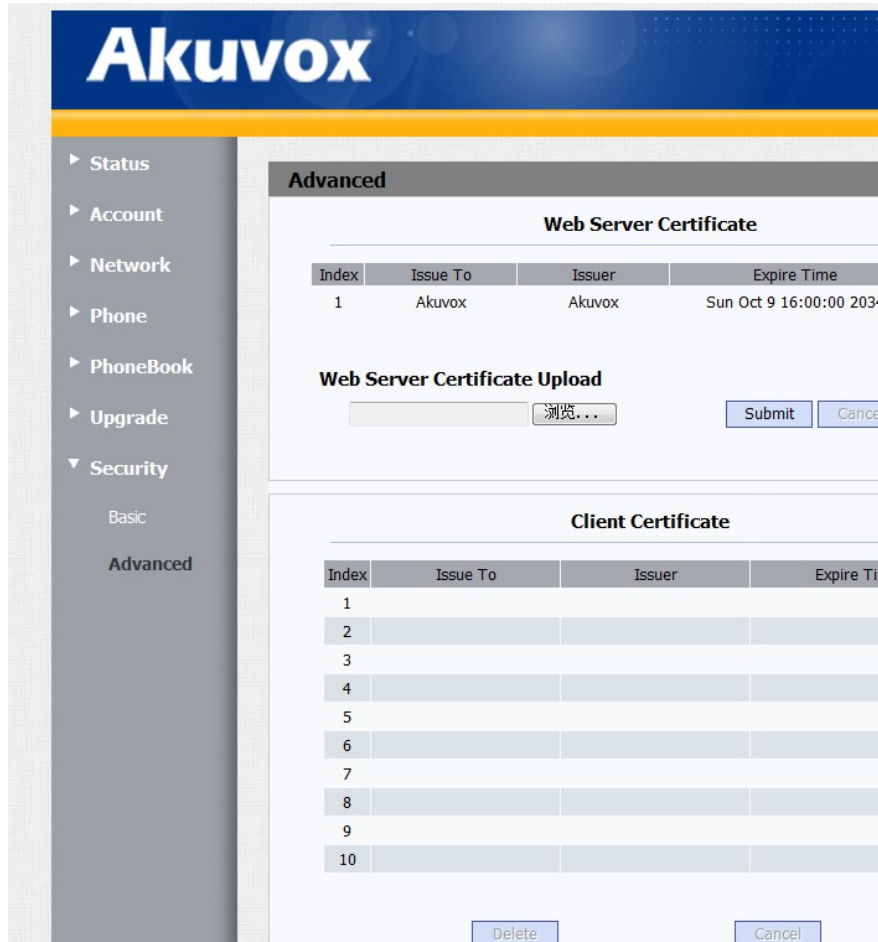 Akuvox
Status
Account
Network
Phone
PhoneBook
Upgrade
Security
Basic
Advanced
Advanced
Web Server Certificate
Index Issue To Issuer Expire Time
1 Akuvox Akuvox Sun Oct 9 16:00:00 2034
Web Server Certificate Upload
浏览... Submit Cance
Client Certificate
Index Issue To Issuer Expire Ti
1
2
3
4
5
6
7
8
9
10
Delete Cancel